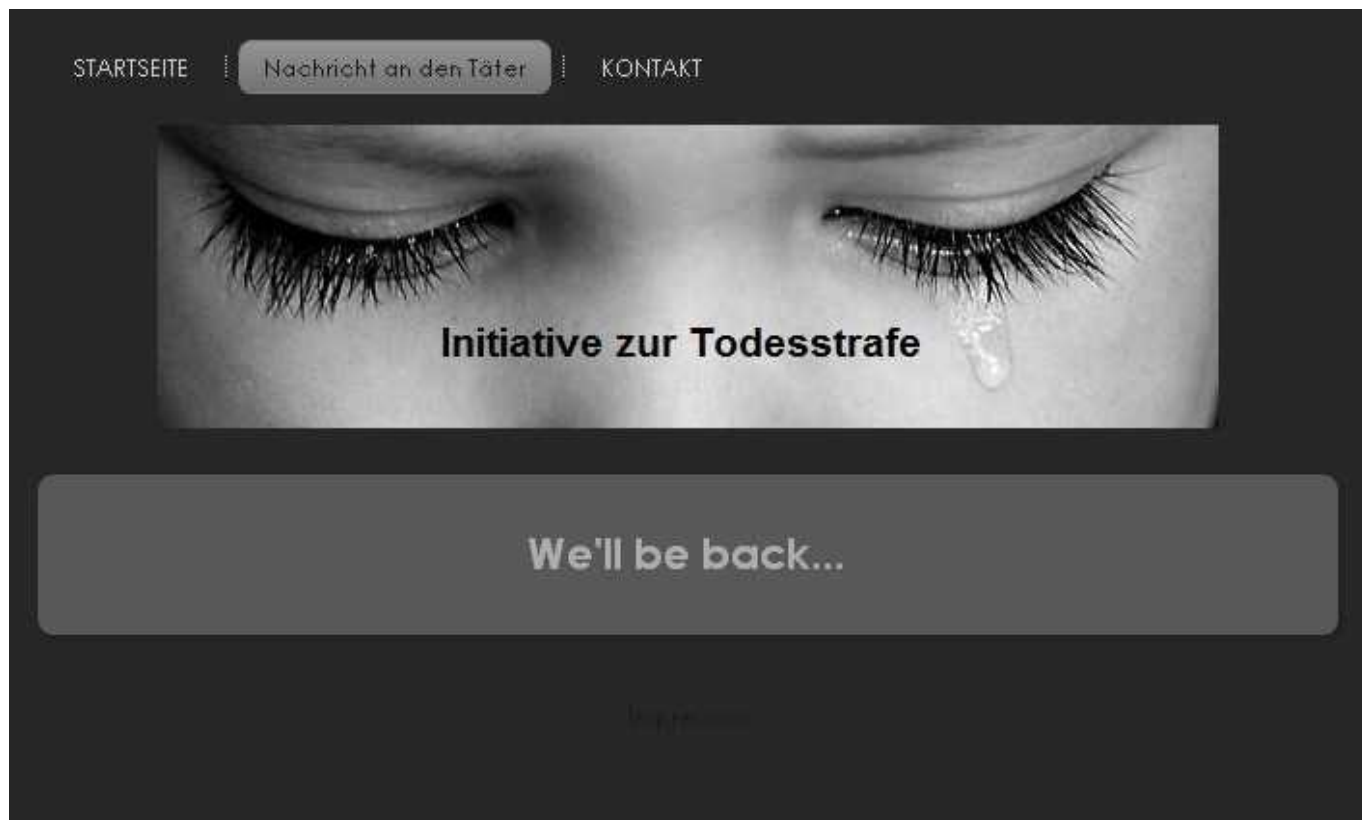 STARTSEITE Nachricht an den Täter KONTAKT
Initiative zur Todesstrafe
We'll be back...